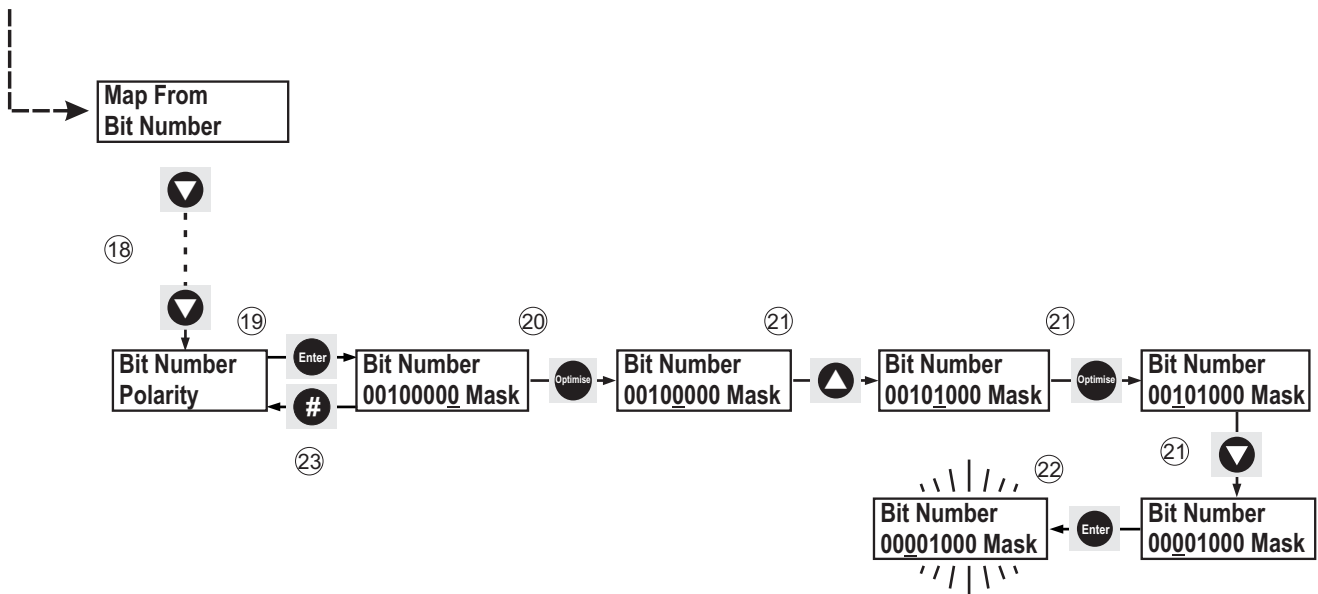 Map From
Bit Number
18
19
20
21
21
Bit Number
Polarity
Enter
#
Bit Number
00100000 Mask
Optimise
Bit Number
00100000 Mask
Bit Number
00101000 Mask
Optimise
Bit Number
00101000 Mask
23
21
22
Bit Number
00001000 Mask
Enter
Bit Number
00001000 Mask